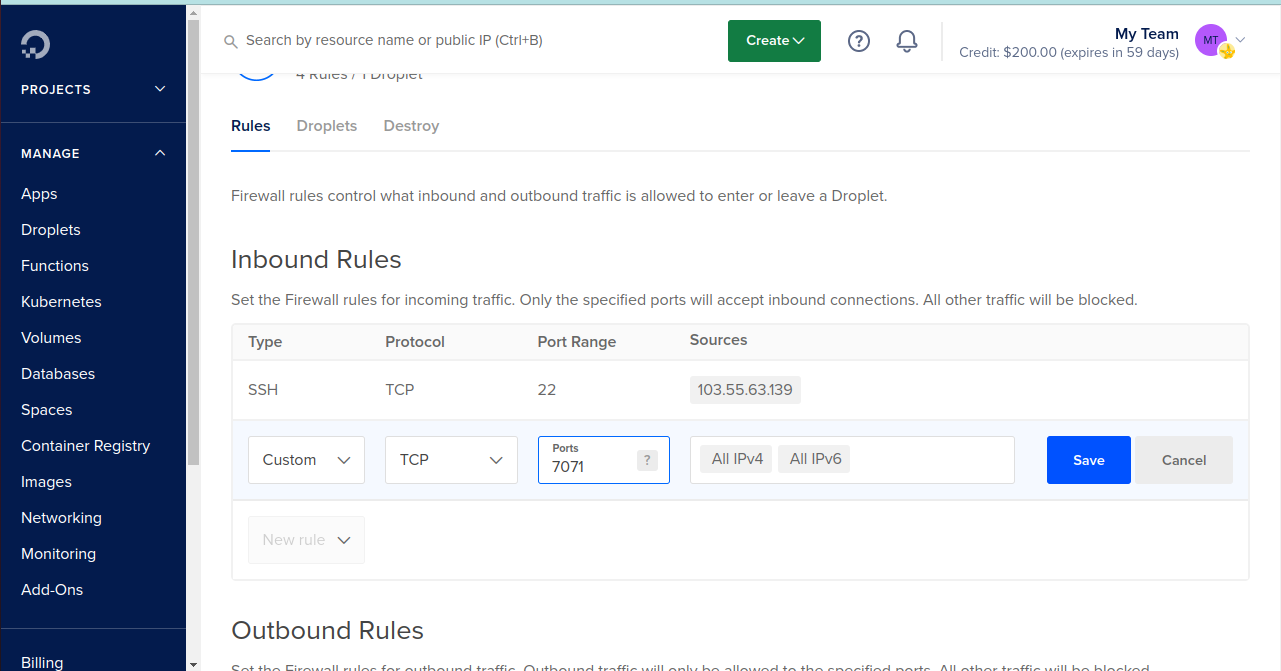 Search by resource name or public IP (Ctrl+B)
Create
?
My Team
Credit: $200.00 (expires in 59 days)
MT
PROJECTS
MANAGE
Apps
Droplets
Functions
Kubernetes
Volumes
Databases
Spaces
Container Registry
Images
Networking
Monitoring
Add-Ons
Billing
4 Rules / 1 Droplet
Rules Droplets Destroy
Firewall rules control what inbound and outbound traffic is allowed to enter or leave a Droplet.
Inbound Rules
Set the Firewall rules for incoming traffic. Only the specified ports will accept inbound connections. All other traffic will be blocked.
Type Protocol Port Range Sources
SSH TCP 22 103.55.63.139
Ports
Custom TCP 7071 ? All IPv4 All IPv6 Save Cancel
New rule
Outbound Rules
Set the Firewall rules for outbound traffic. Outbound traffic will only be allowed to the specified ports. All other traffic will be blocked.